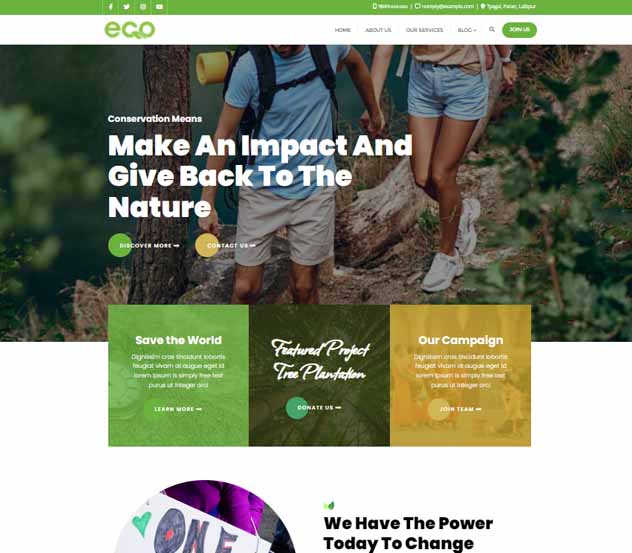 noreply@example.com | Tyagal, Patan, Lalitpur
eco
HOME ABOUT US OUR SERVICES BLOG JOIN US
Conservation Means
Make An Impact And
Give Back To The
Nature
DISCOVER MORE CONTACT US
Save the World
Dignissim cras tincidunt lobortis
feugiat vivam at augue eget id
lorem Ipsum is simply free text
purus ut Integer orci
LEARN MORE
Featured Project
Tree Plantation
DONATE US
Our Campaign
Dignissim cras tincidunt lobortis
feugiat vivam at augue eget id
lorem Ipsum is simply free text
purus ut Integer orci
JOIN TEAM
ONE
We Have The Power
Today To Change